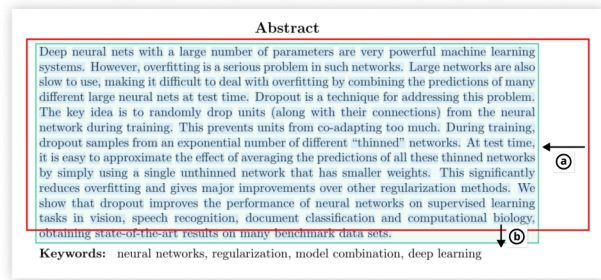 Abstract
Deep neural nets with a large number of parameters are very powerful machine learning
systems. However, overfitting is a serious problem in such networks. Large networks are also
slow to use, making it difficult to deal with overfitting by combining the predictions of many
different large neural nets at test time. Dropout is a technique for addressing this problem.
The key idea is to randomly drop units (along with their connections) from the neural
network during training. This prevents units from co-adapting too much. During training,
dropout samples from an exponential number of different “thinned” networks. At test time,
it is easy to approximate the effect of averaging the predictions of all these thinned networks
by simply using a single unthinned network that has smaller weights. This significantly
reduces overfitting and gives major improvements over other regularization methods. We
show that dropout improves the performance of neural networks on supervised learning
tasks in vision, speech recognition, document classification and computational biology,
obtaining state-of-the-art results on many benchmark data sets.
Keywords: neural networks, regularization, model combination, deep learning
a
b